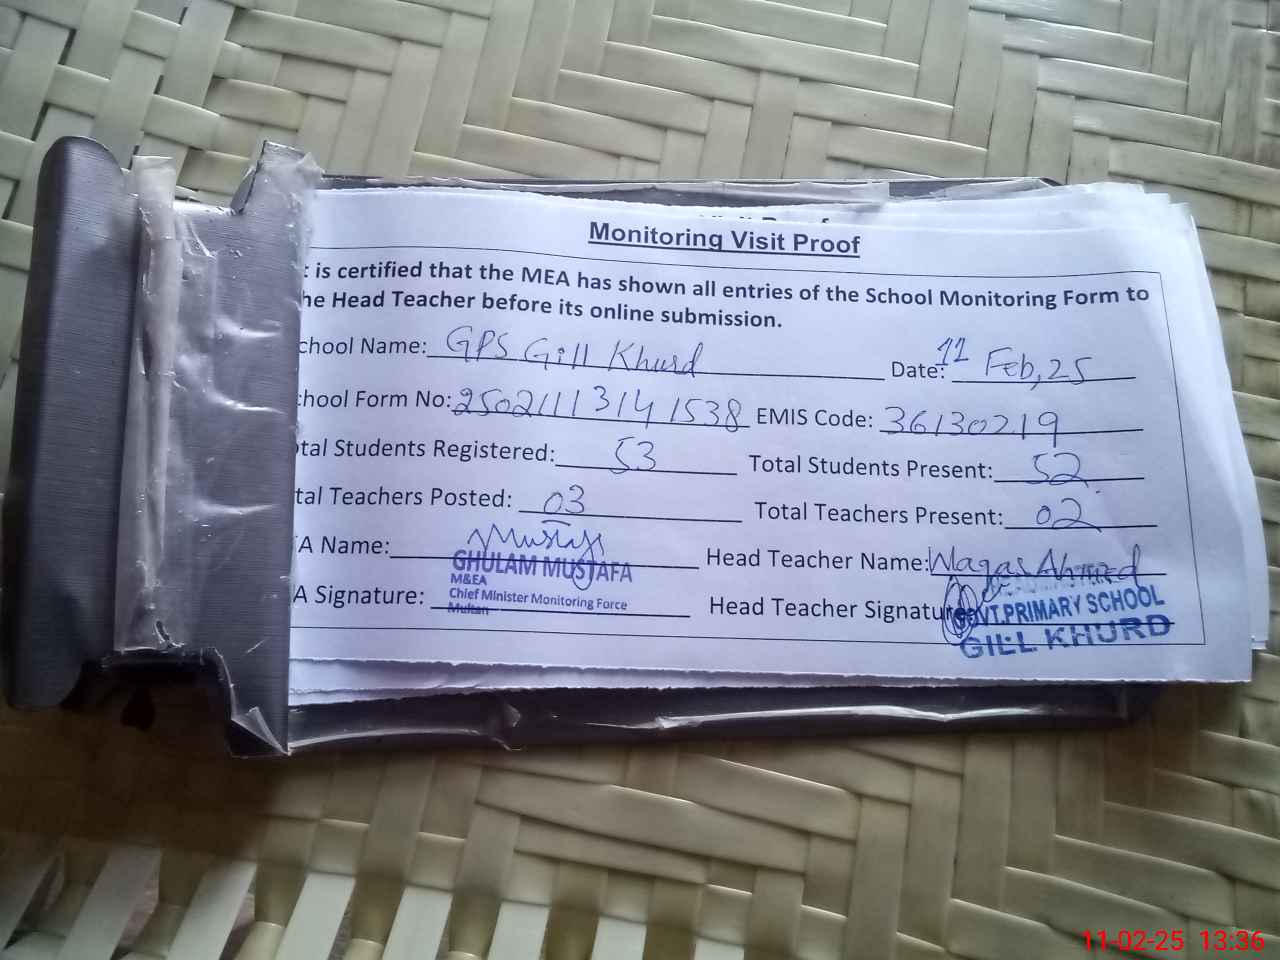 Monitoring Visit Proof
t is certified that the MEA has shown all entries of the School Monitoring Form to
he Head Teacher before its online submission.
chool Name: GPS Gill Khurd Date: 11 Feb, 25
chool Form No: 25021113141538 EMIS Code: 36130219
otal Students Registered: 53 Total Students Present: 52
tal Teachers Posted: 03 Total Teachers Present: 02
A Name: Mustafa Head Teacher Name: Waqas Ahmed
GHULAM MUSTAFA
M&EA
Chief Minister Monitoring Force
Multan
A Signature: Head Teacher Signature
GOVT.PRIMARY SCHOOL
GILL KHURD
11-02-25 13:36